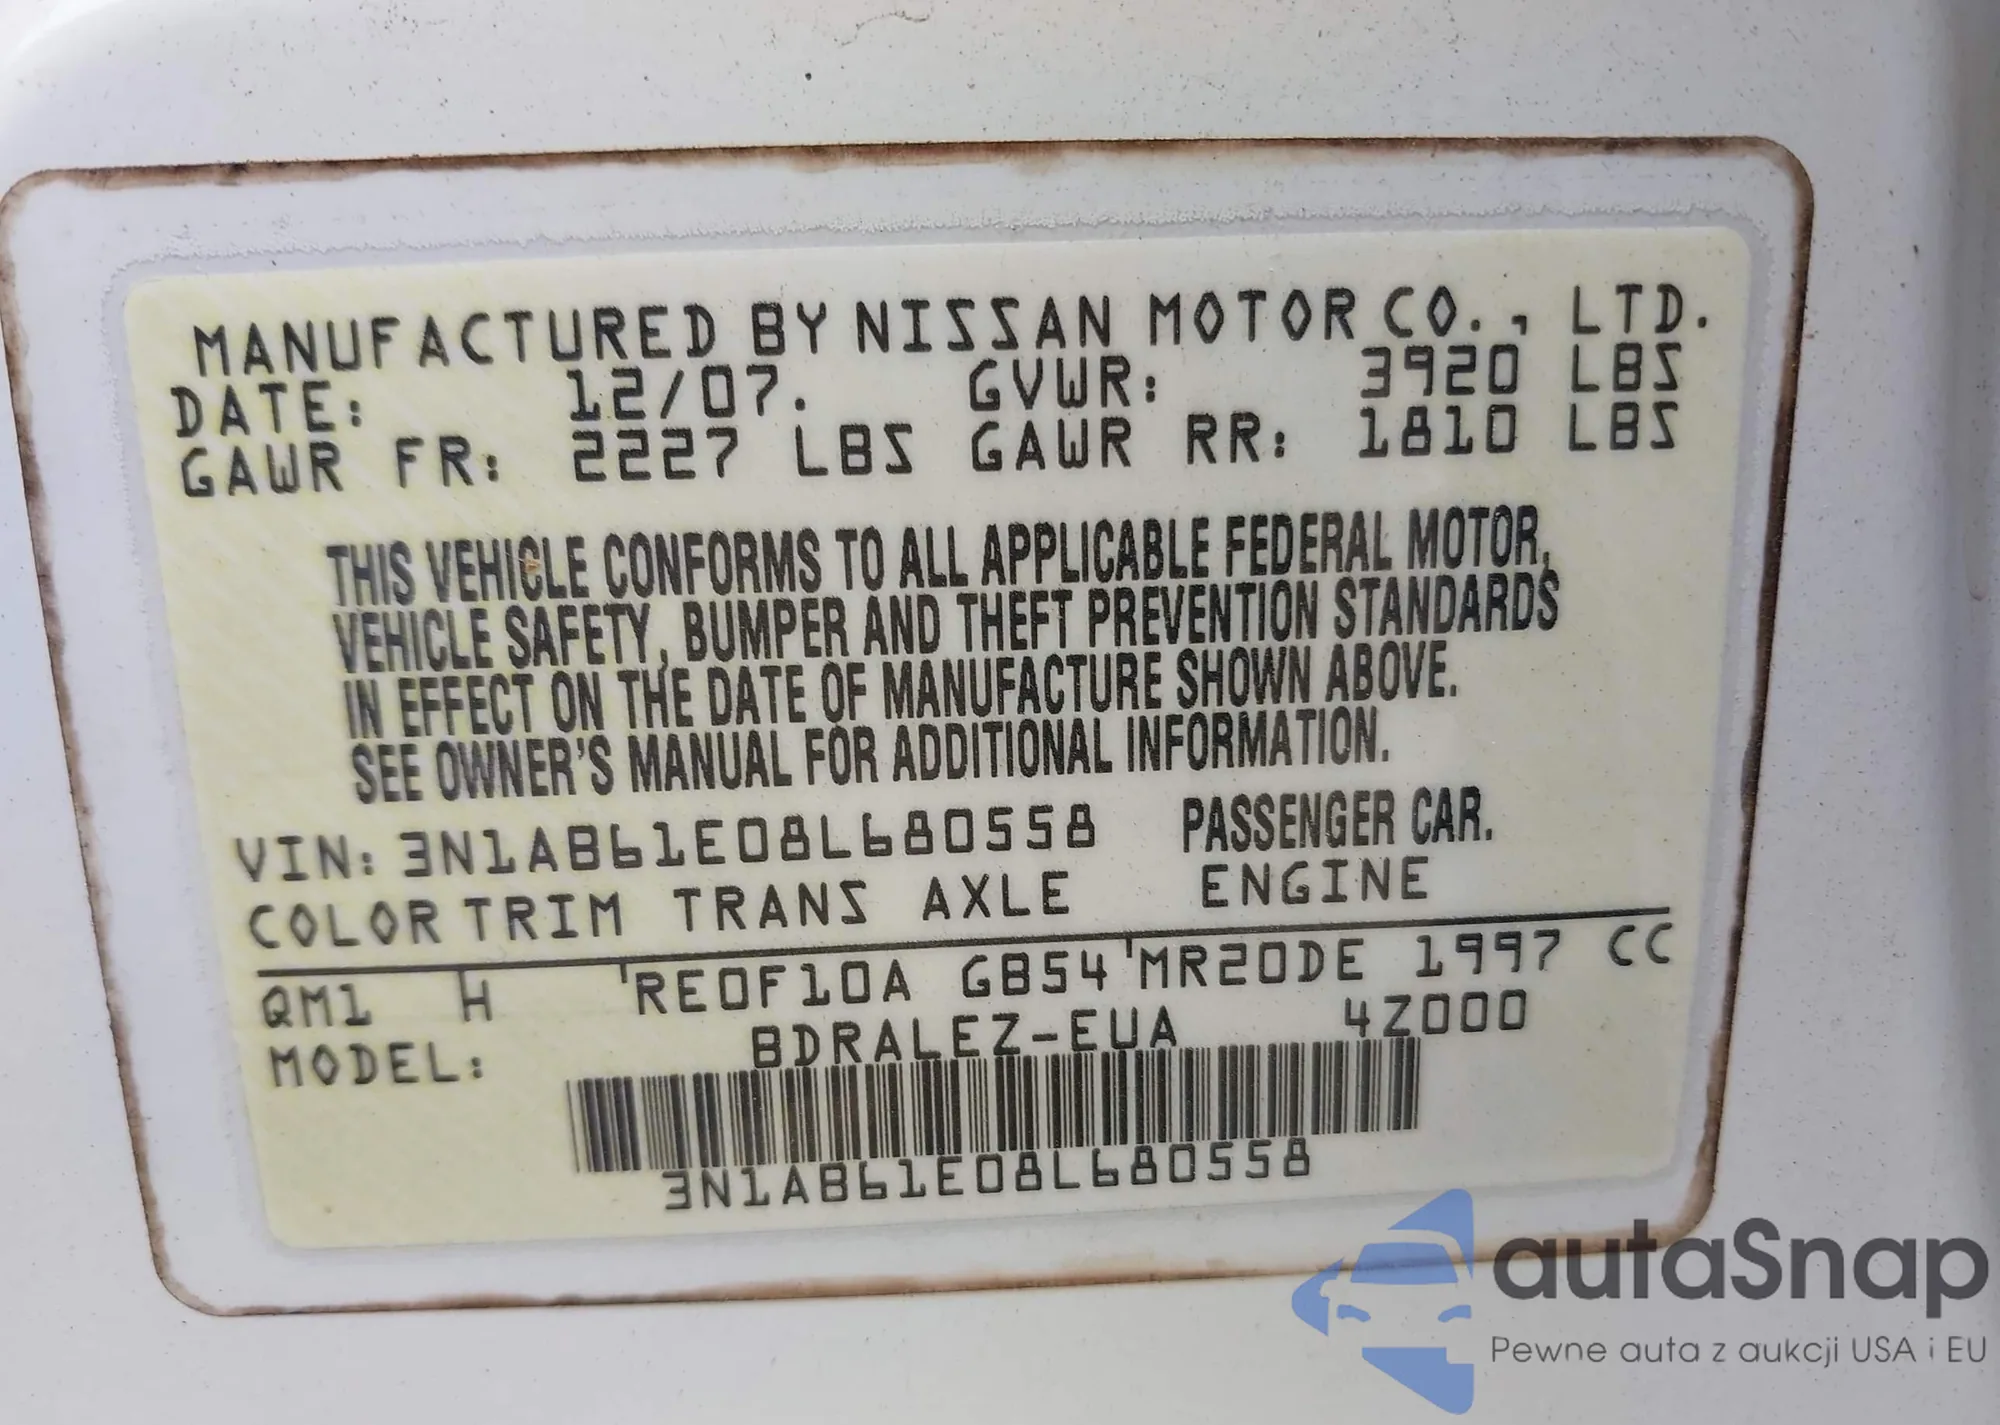 MANUFACTURED BY NISSAN MOTOR CO., LTD.
DATE: 12/07. GVWR: 3920 LBS
GAWR FR: 2227 LBS GAWR RR: 1810 LBS
THIS VEHICLE CONFORMS TO ALL APPLICABLE FEDERAL MOTOR,
VEHICLE SAFETY, BUMPER AND THEFT PREVENTION STANDARDS
IN EFFECT ON THE DATE OF MANUFACTURE SHOWN ABOVE.
SEE OWNER'S MANUAL FOR ADDITIONAL INFORMATION.
VIN: 3N1AB61E08L680558 PASSENGER CAR.
COLOR TRIM TRANS AXLE ENGINE
QM1 H RE0F10A GB54 MR20DE 1997 CC
MODEL: BDRALEZ-EUA 4Z000
3N1AB61E08L680558
autaSnap
Pewne auta z aukcji USA i EU